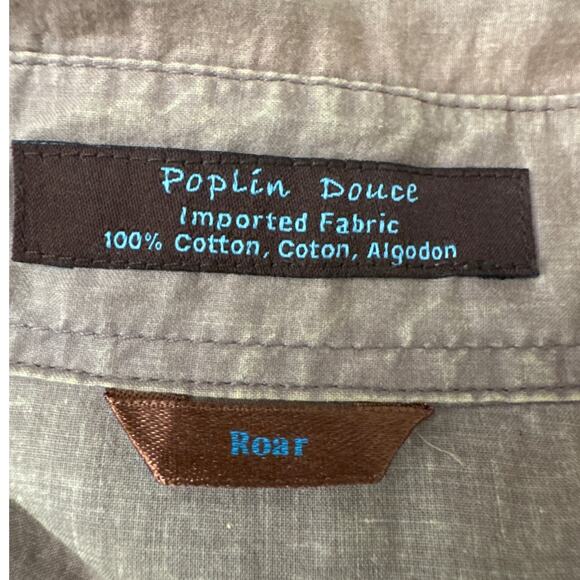 Poplin Douce
Imported Fabric
100% Cotton, Coton, Algodon
Roar